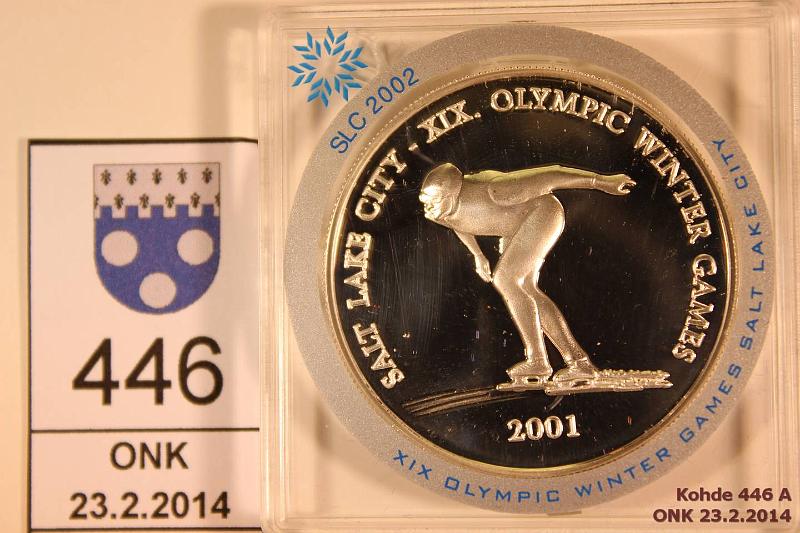 446
ONK
23.2.2014
SLC 2002
XIX OLYMPIC WINTER GAMES SALT LAKE CITY
SALT LAKE CITY - XIX. OLYMPIC WINTER GAMES
2001
Kohde 446 A
ONK 23.2.2014